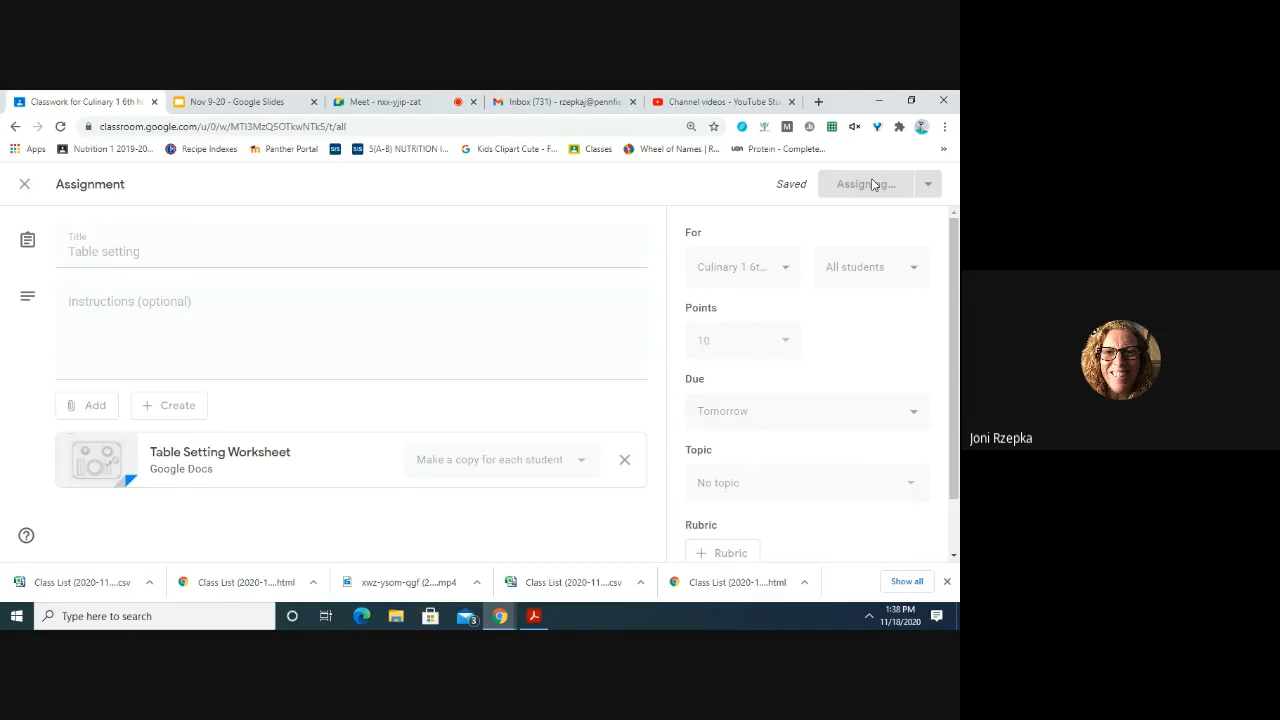 Classwork for Culinary 1 6th h
Nov 9-20 - Google Slides
Meet - nxx-yjip-zat
Inbox (731) - rzepkaj@pennfie
Channel videos - YouTube Stu
classroom.google.com/u/0/w/MTI3MzQ5OTkwNTk5/t/all
Apps
Nutrition 1 2019-20...
Recipe Indexes
Panther Portal
SIS
SIS
5(A-B) NUTRITION I...
Kids Clipart Cute - F...
Classes
Wheel of Names | R...
Protein - Complete...
»
Assignment
Saved
Assigning...
Title
Table setting
Instructions (optional)
Add
Create
Table Setting Worksheet
Google Docs
Make a copy for each student
For
Culinary 1 6t...
All students
Points
10
Due
Tomorrow
Topic
No topic
Rubric
+ Rubric
Class List (2020-11....csv
Class List (2020-1....html
xwz-ysom-qgf (2....mp4
Class List (2020-11....csv
Class List (2020-1....html
Show all
Type here to search
3
1:38 PM
11/18/2020
Joni Rzepka